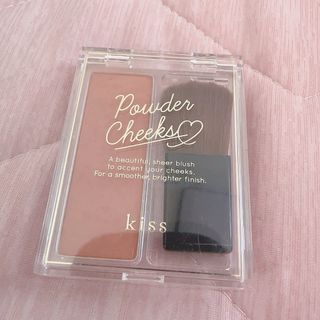 Powder
Cheeks
A beautiful, sheer blush
to accent your cheeks.
For a smoother, brighter finish.
kiss